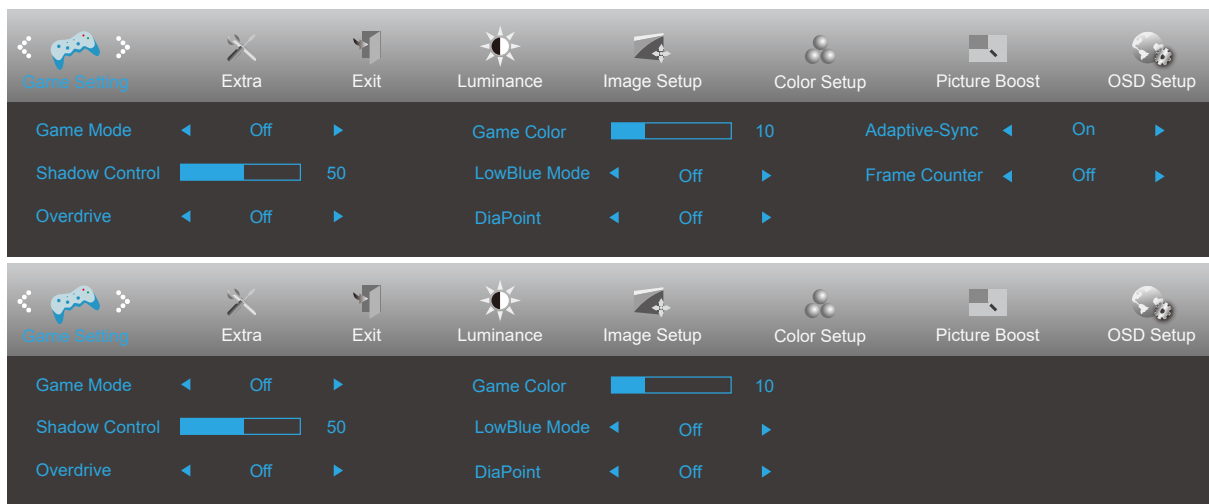 Game Setting Extra Exit Luminance Image Setup Color Setup Picture Boost OSD Setup
Game Mode Off Game Color 10 Adaptive-Sync On
Shadow Control 50 LowBlue Mode Off Frame Counter Off
Overdrive Off DiaPoint Off
Game Setting Extra Exit Luminance Image Setup Color Setup Picture Boost OSD Setup
Game Mode Off Game Color 10
Shadow Control 50 LowBlue Mode Off
Overdrive Off DiaPoint Off